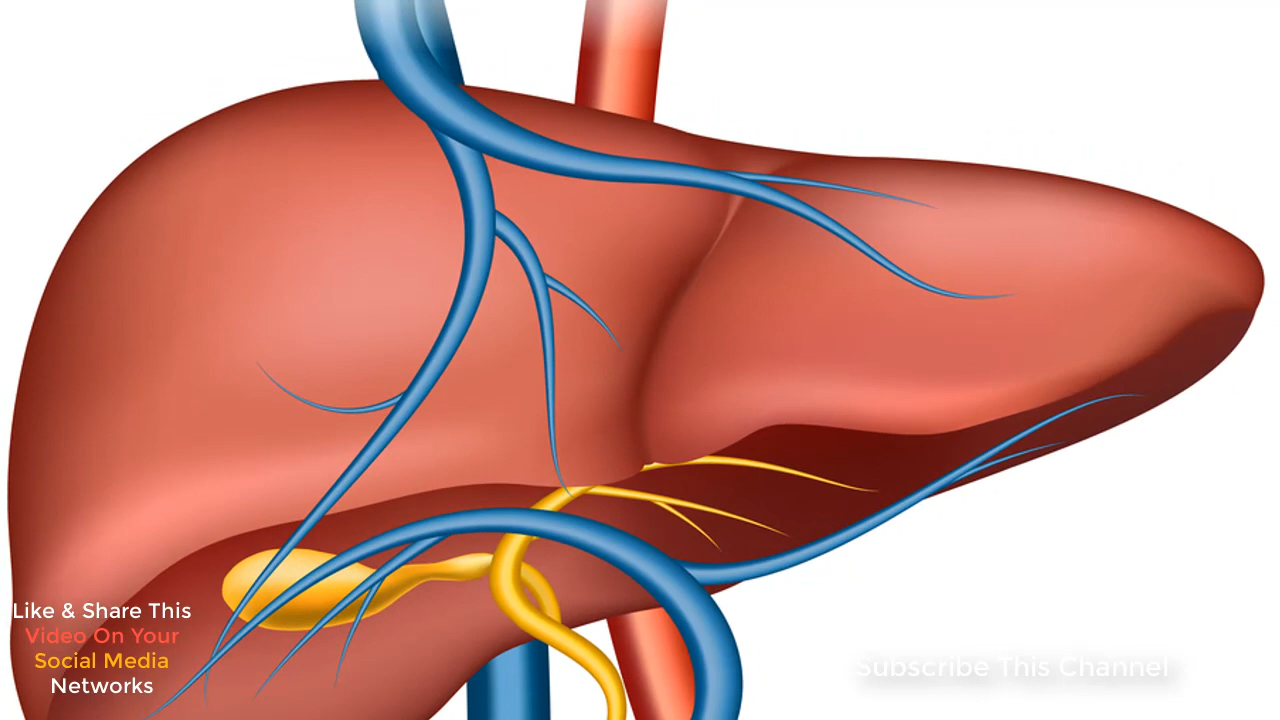 Like & Share This
Video On Your
Social Media
Networks
Subscribe This Channel